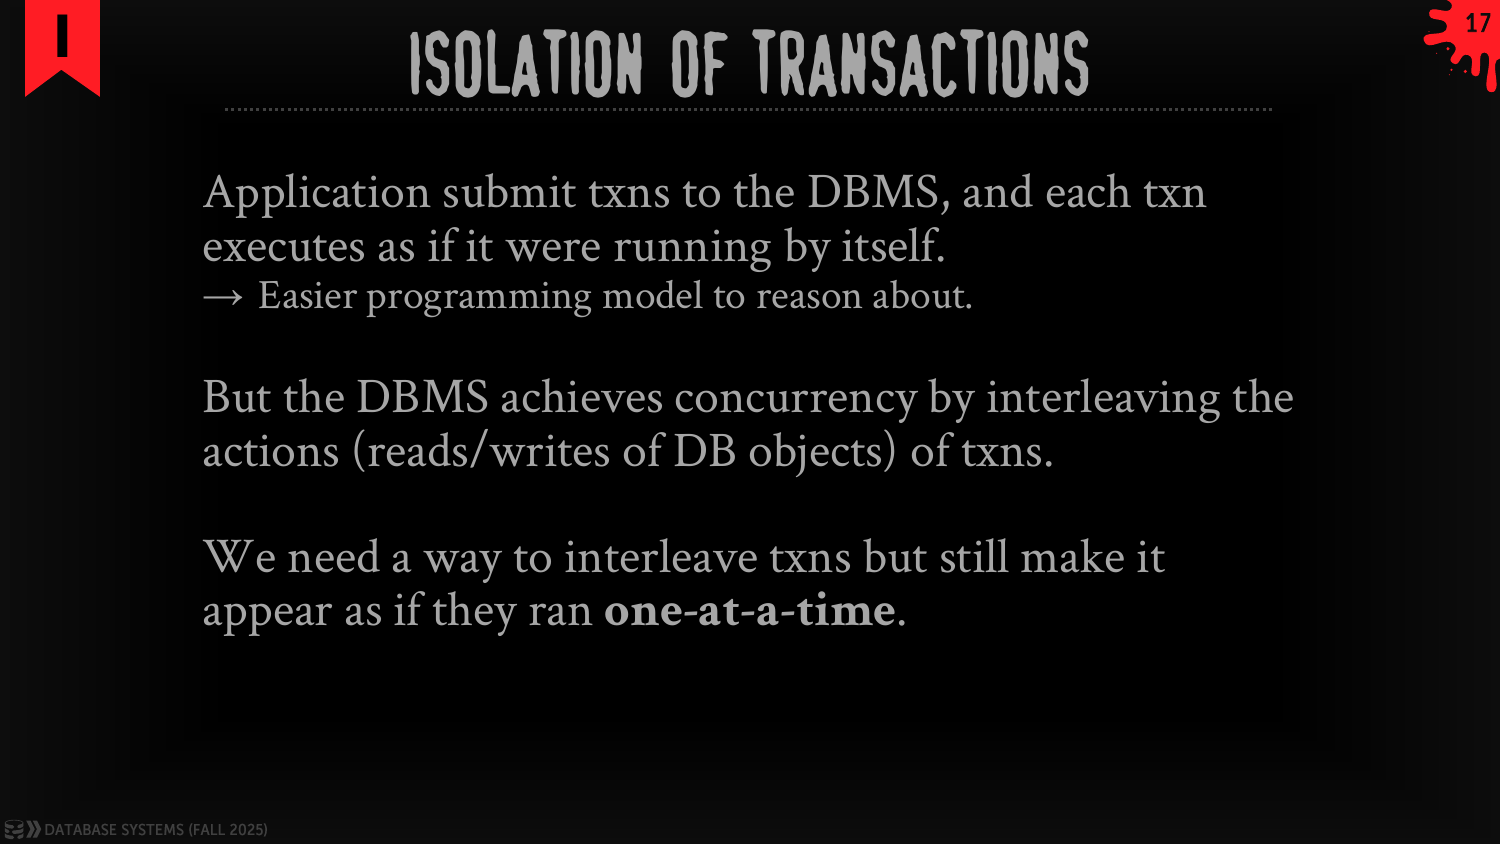 I
17
ISOLATION OF TRANSACTIONS
Application submit txns to the DBMS, and each txn
executes as if it were running by itself.
→ Easier programming model to reason about.
But the DBMS achieves concurrency by interleaving the
actions (reads/writes of DB objects) of txns.
We need a way to interleave txns but still make it
appear as if they ran one-at-a-time.
DATABASE SYSTEMS (FALL 2025)